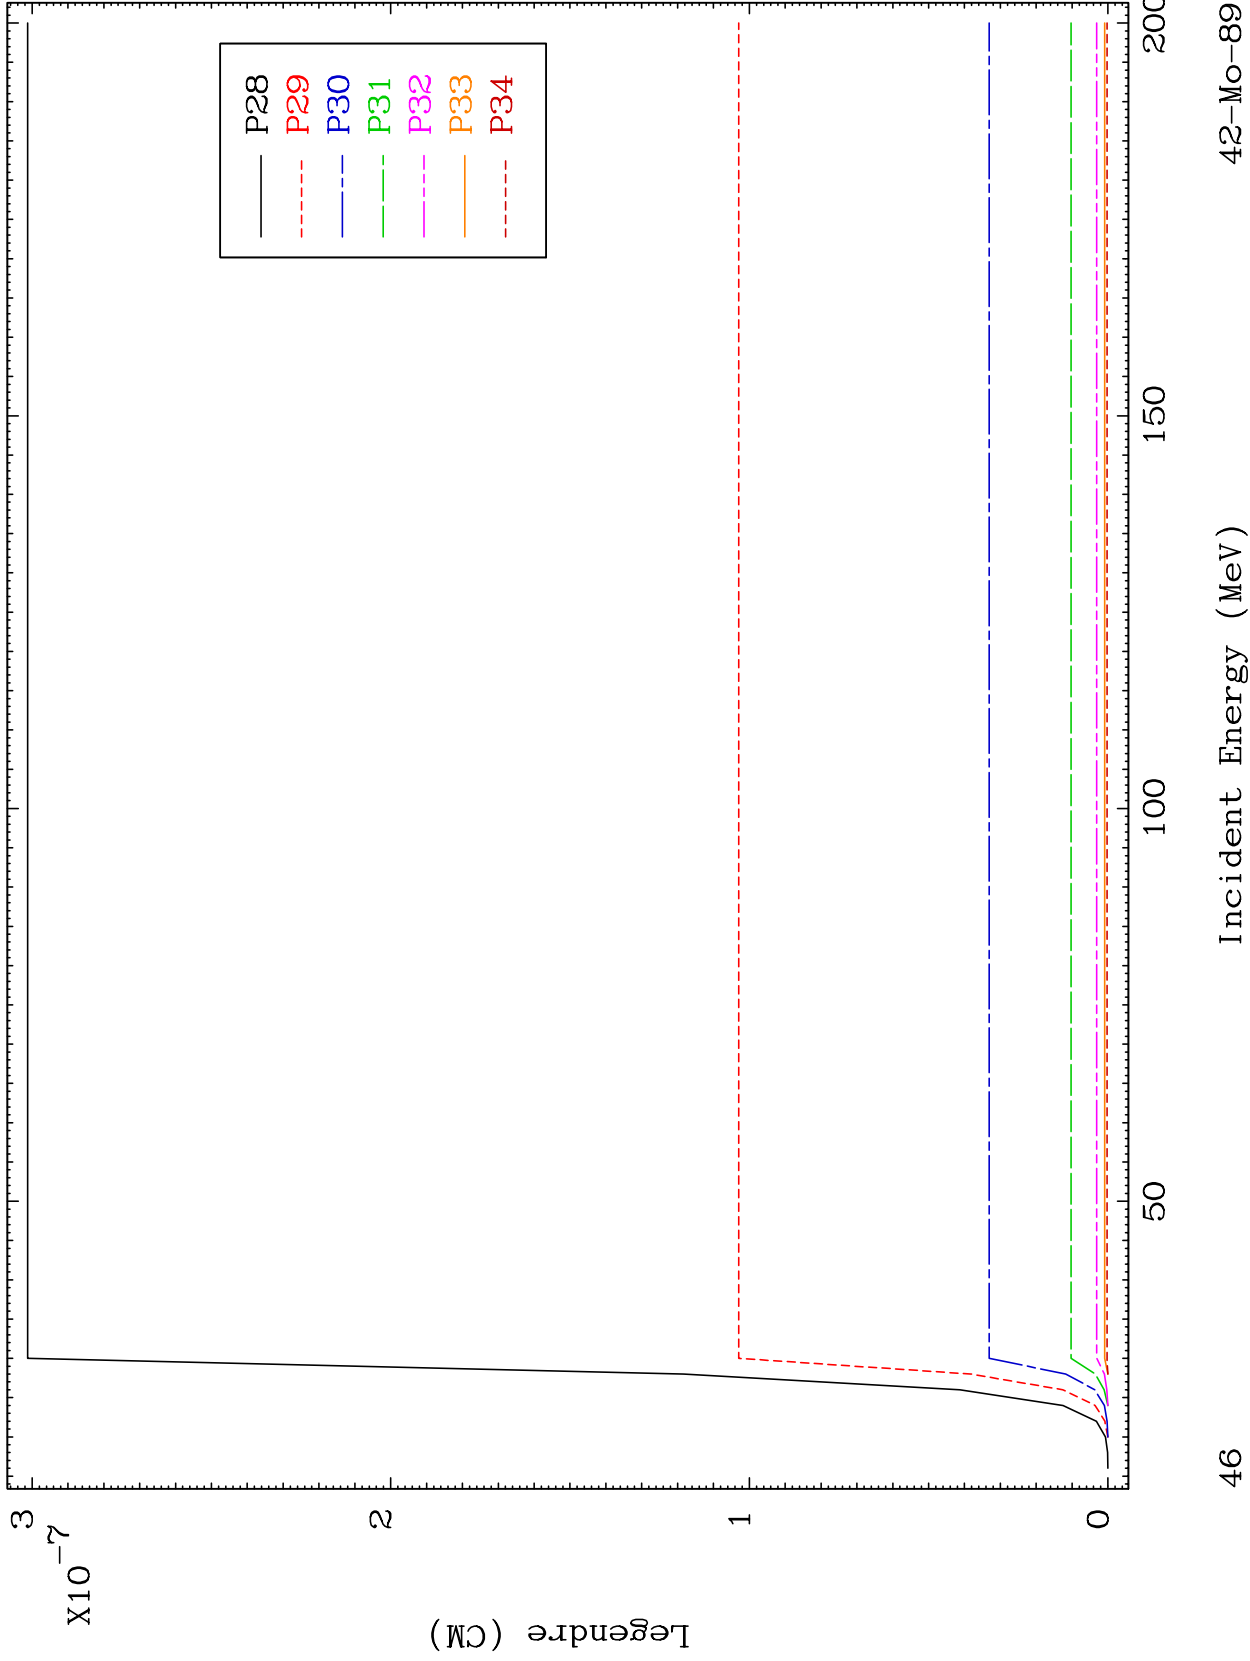 X10
-7
3
2
1
0
Legendre (CM)
P28
P29
P30
P31
P32
P33
P34
50
100
150
200
Incident Energy (MeV)
46
42-Mo-89